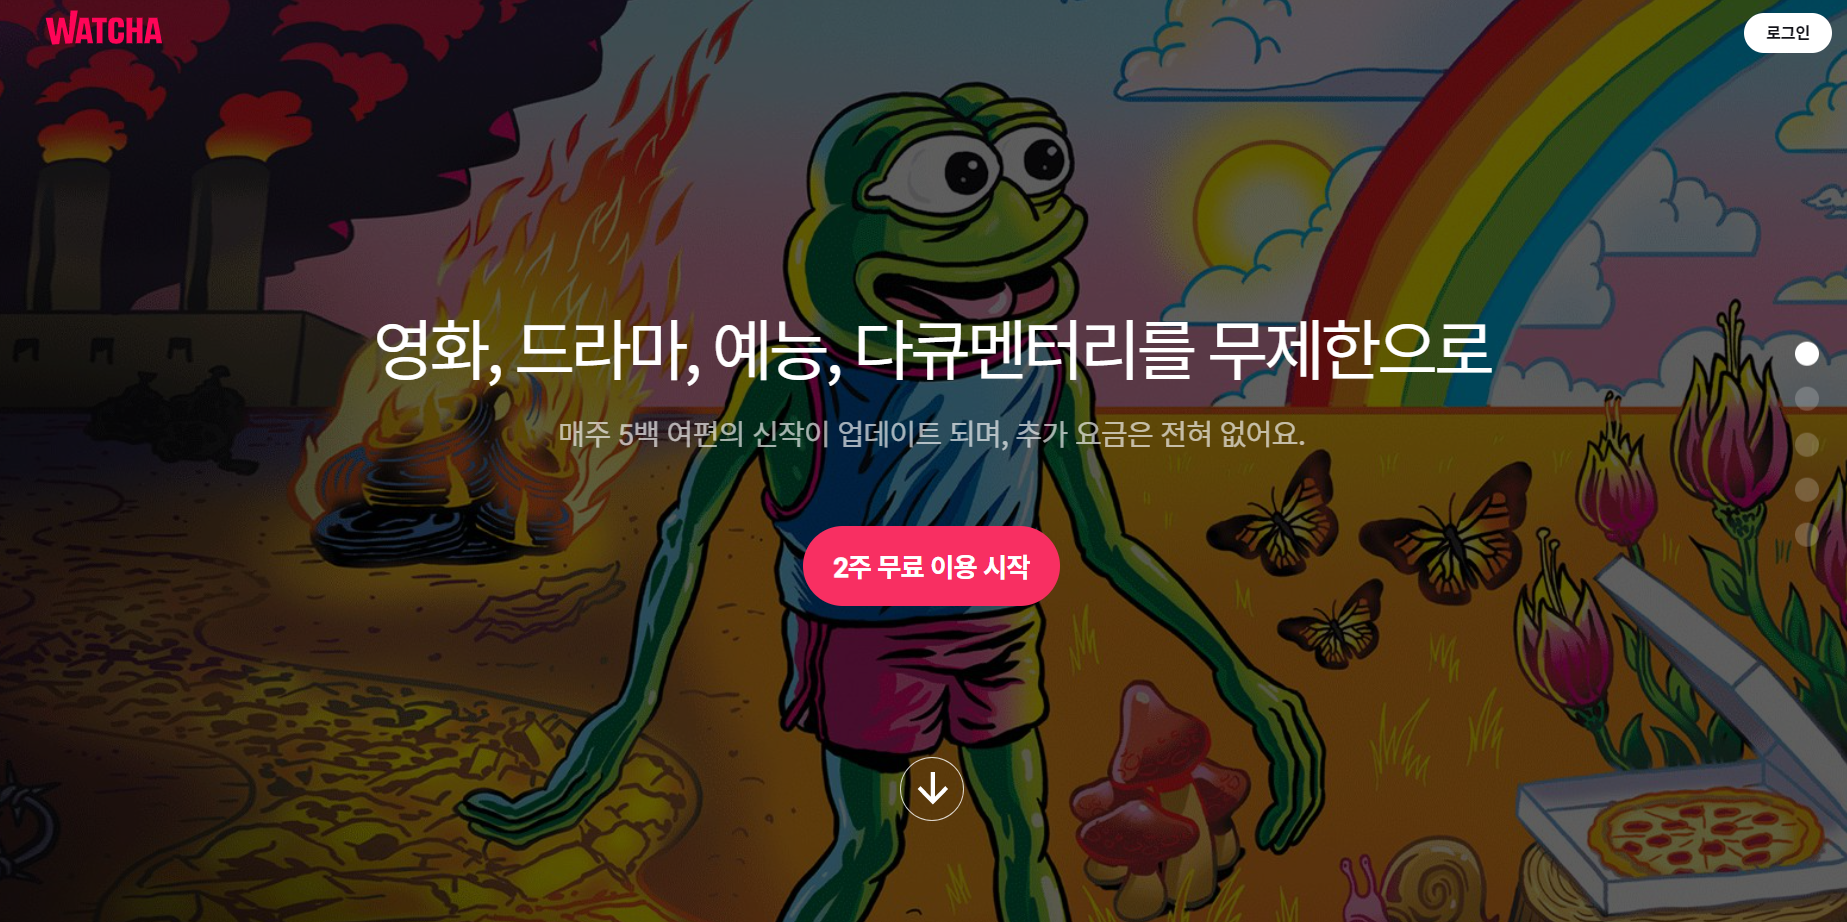 WATCHA
로그인
영화, 드라마, 예능, 다큐멘터리를 무제한으로
매주 5백 여편의 신작이 업데이트 되며, 추가 요금은 전혀 없어요.
2주 무료 이용 시작